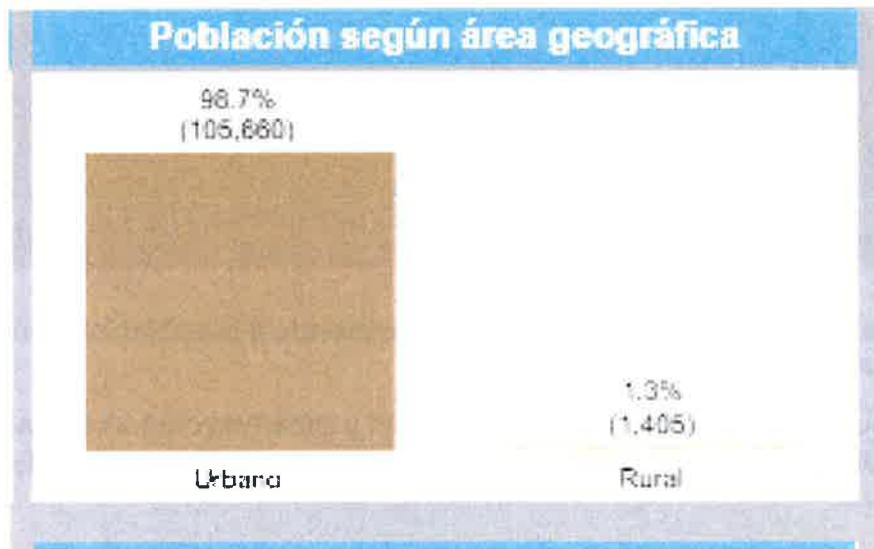 Población según área geográfica
98.7%
(105,660)
1.3%
(1,405)
Urbano
Rural